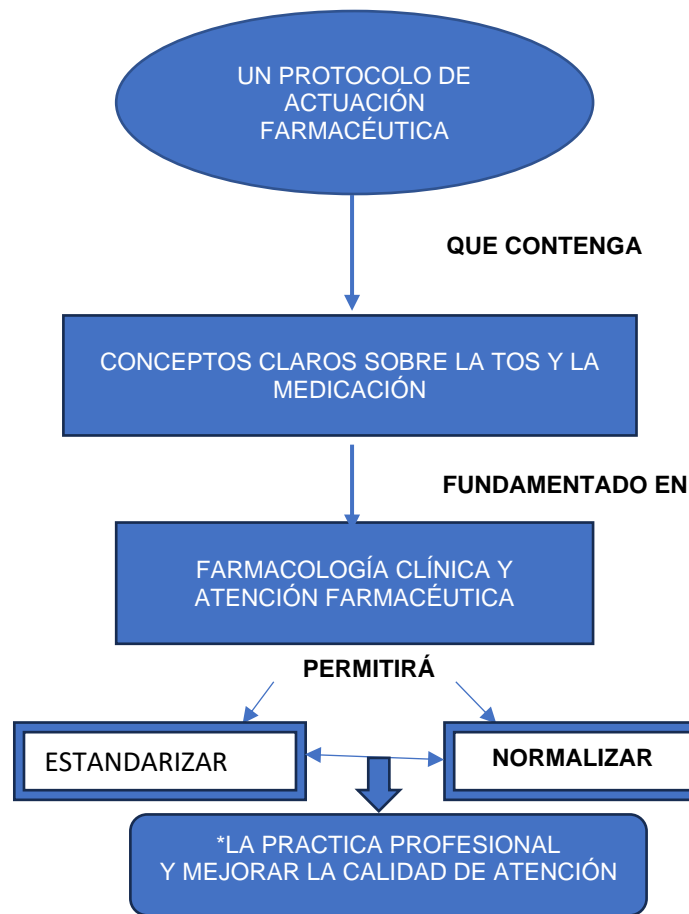 UN PROTOCOLO DE
ACTUACIÓN
FARMACÉUTICA
QUE CONTENGA
CONCEPTOS CLAROS SOBRE LA TOS Y LA
MEDICACIÓN
FUNDAMENTADO EN
FARMACOLOGÍA CLÍNICA Y
ATENCIÓN FARMACÉUTICA
PERMITIRÁ
ESTANDARIZAR
NORMALIZAR
*LA PRACTICA PROFESIONAL
Y MEJORAR LA CALIDAD DE ATENCIÓN